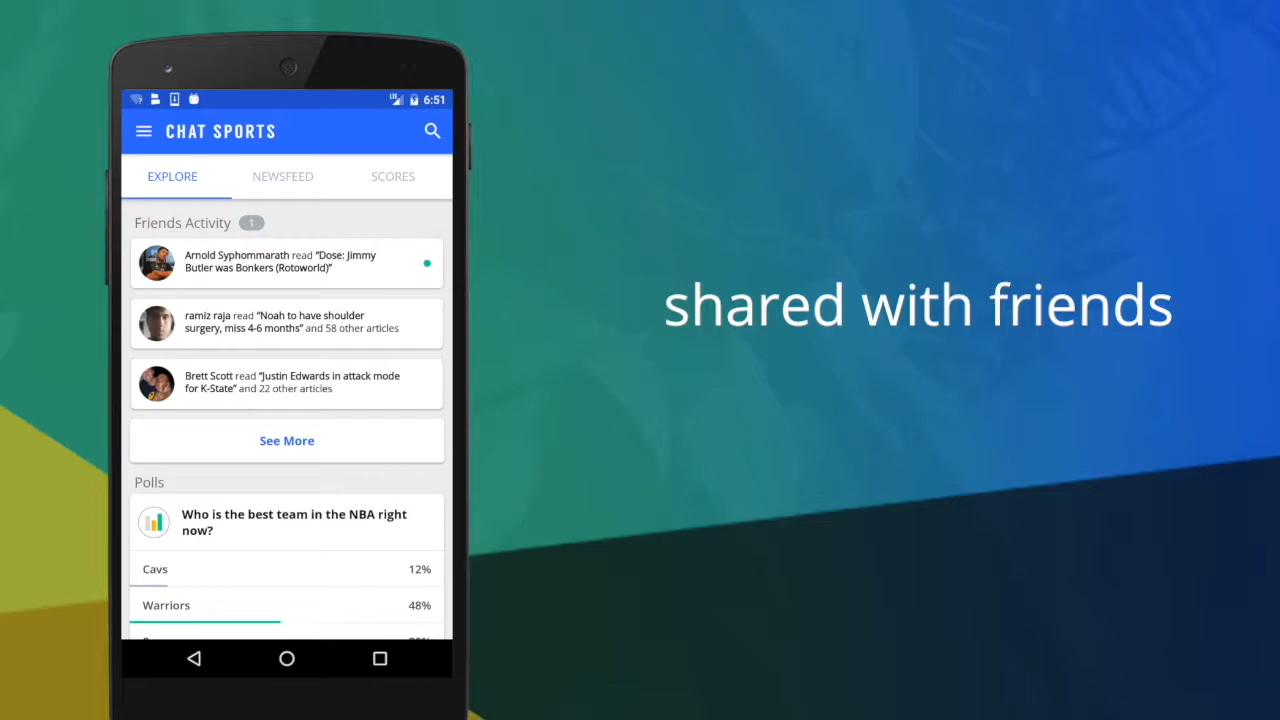 LTE 6:51
CHAT SPORTS
EXPLORE NEWSFEED SCORES
Friends Activity 1
Arnold Syphommarath read “Dose: Jimmy
Butler was Bonkers (Rotoworld)”
ramiz raja read “Noah to have shoulder
surgery, miss 4-6 months” and 58 other articles
Brett Scott read “Justin Edwards in attack mode
for K-State” and 22 other articles
See More
Polls
Who is the best team in the NBA right
now?
Cavs 12%
Warriors 48%
shared with friends